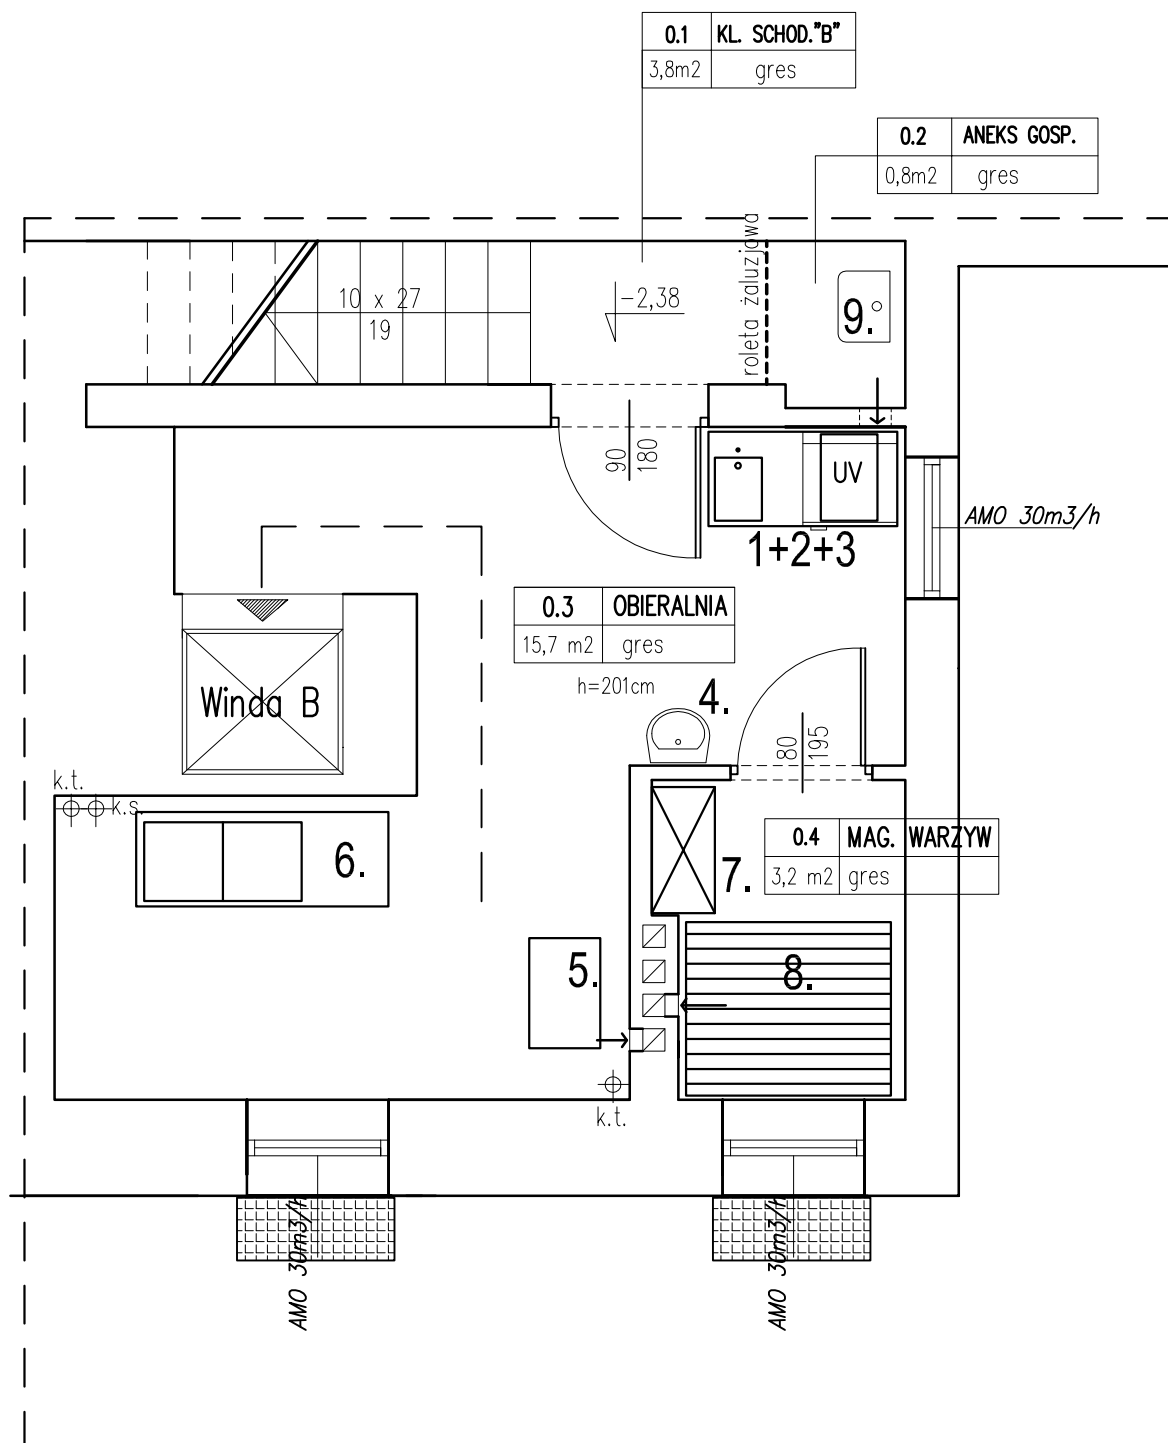 0.1 KL. SCHOD."B"
3,8m2 gres
0.2 ANEKS GOSP.
0,8m2 gres
roleta żaluzjowa
10 x 27
19
-2,38
9.
90
180
UV
AMO 30m3/h
1+2+3
0.3 OBIERALNIA
15,7 m2 gres
h=201cm
Winda B
4.
80
195
k.t.
k.s.
6.
7.
0.4 MAG. WARZYW
3,2 m2 gres
5.
8.
k.t.
AMO 30m3/h
AMO 30m3/h